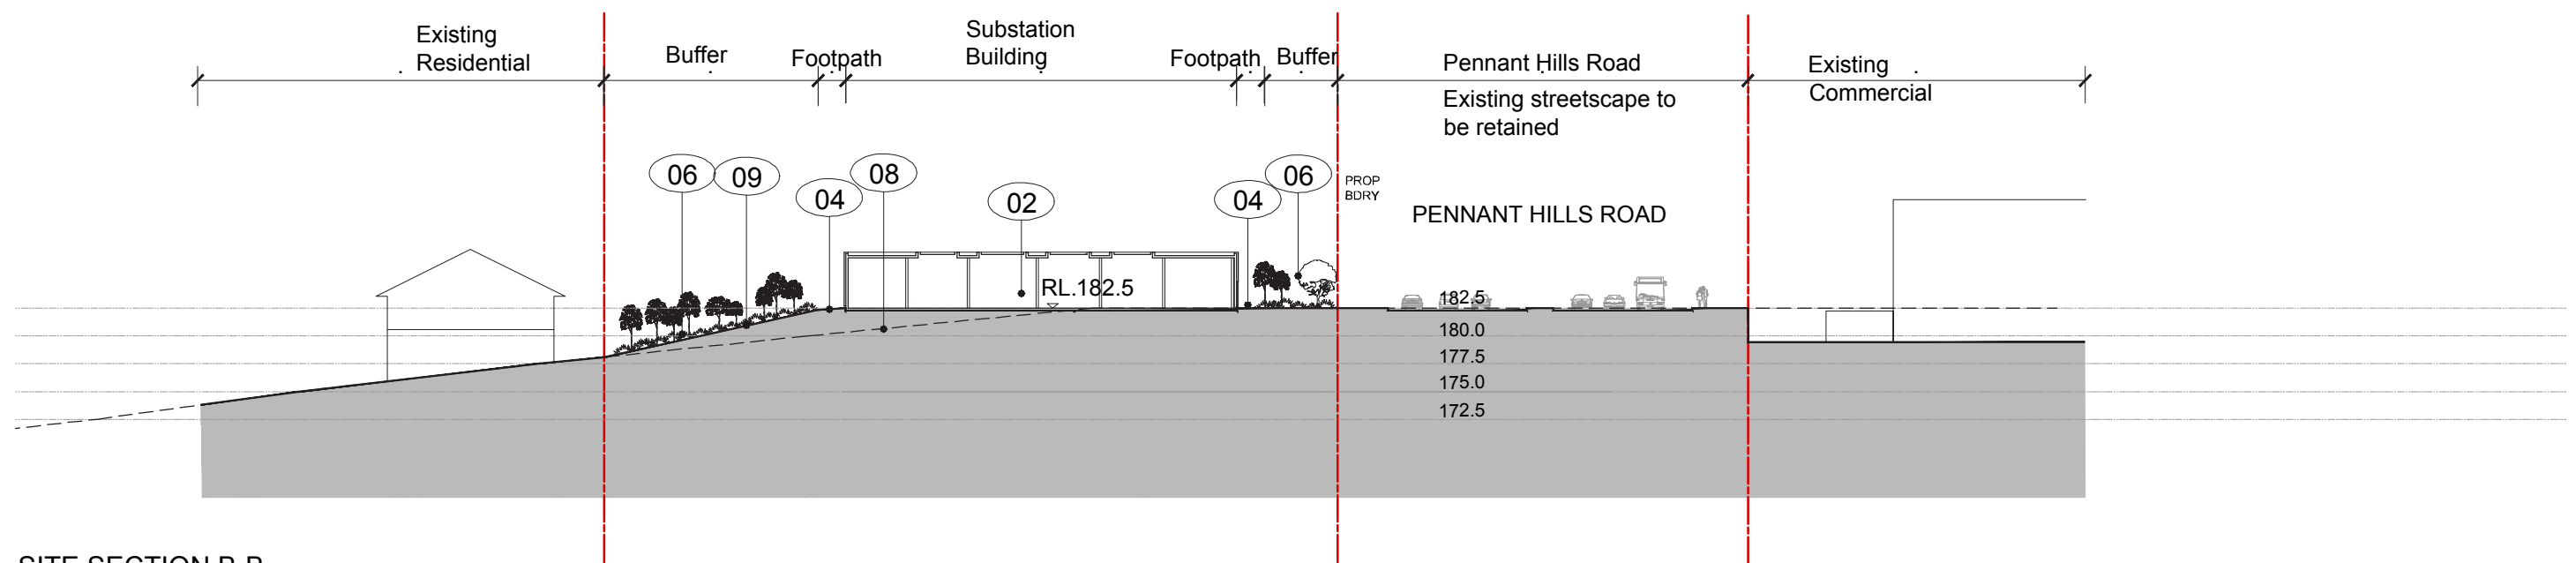 Existing
Residential
Buffer
Footpath
Substation
Building
Footpath
Buffer
Pennant Hills Road
Existing streetscape to
be retained
Existing
Commercial
06
09
04
08
02
04
06
PROP
BDRY
PENNANT HILLS ROAD
RL.182.5
182.5
180.0
177.5
175.0
172.5
SITE SECTION B-B